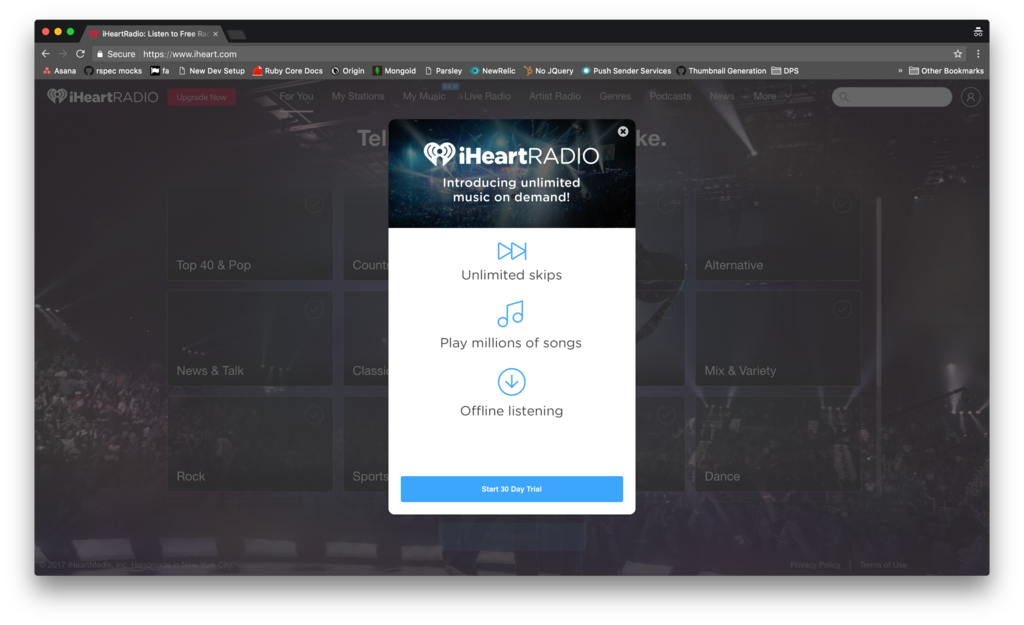 iHeartRadio: Listen to Free Ra
Secure https://www.iheart.com
Asana rspec mocks fa New Dev Setup Ruby Core Docs Origin Mongoid Parsley NewRelic No JQuery Push Sender Services Thumbnail Generation DPS » Other Bookmarks
iHeartRADIO Upgrade Now For You My Stations My Music Live Radio Artist Radio Genres Podcasts News More
Tel
ke.
iHeartRADIO
Introducing unlimited
music on demand!
Unlimited skips
Play millions of songs
Offline listening
Start 30 Day Trial
Top 40 & Pop Count Alternative
News & Talk Classi Mix & Variety
Rock Sports Dance
© 2017 iHeartMedia, Inc. Handmade in New York City Privacy Policy | Terms of Use